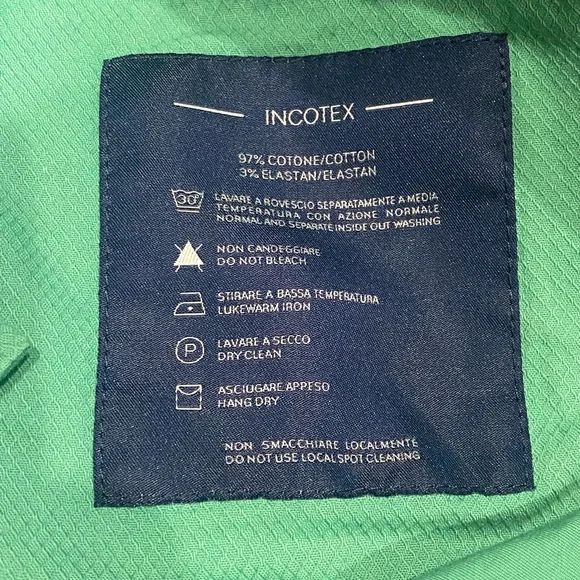 INCOTEX
97% COTONE/COTTON
3% ELASTAN/ELASTAN
30°
LAVARE A ROVESCIO SEPARATAMENTE A MEDIA
TEMPERATURA CON AZIONE NORMALE
NORMAL AND SEPARATE INSIDE OUT WASHING
NON CANDEGGIARE
DO NOT BLEACH
STIRARE A BASSA TEMPERATURA
LUKEWARM IRON
P
LAVARE A SECCO
DRY CLEAN
ASCIUGARE APPESO
HANG DRY
NON SMACCHIARE LOCALMENTE
DO NOT USE LOCAL SPOT CLEANING